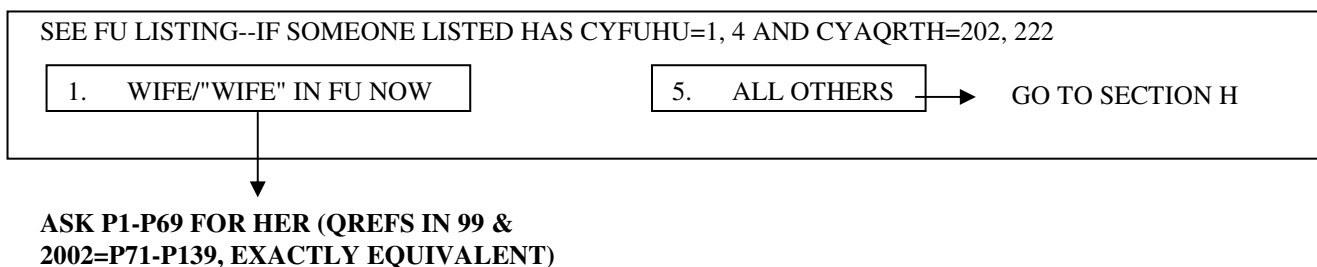 SEE FU LISTING--IF SOMEONE LISTED HAS CYFUHU=1, 4 AND CYAQRTH=202, 222
1. WIFE/"WIFE" IN FU NOW 5. ALL OTHERS GO TO SECTION H
ASK P1-P69 FOR HER (QREFS IN 99 &
2002=P71-P139, EXACTLY EQUIVALENT)